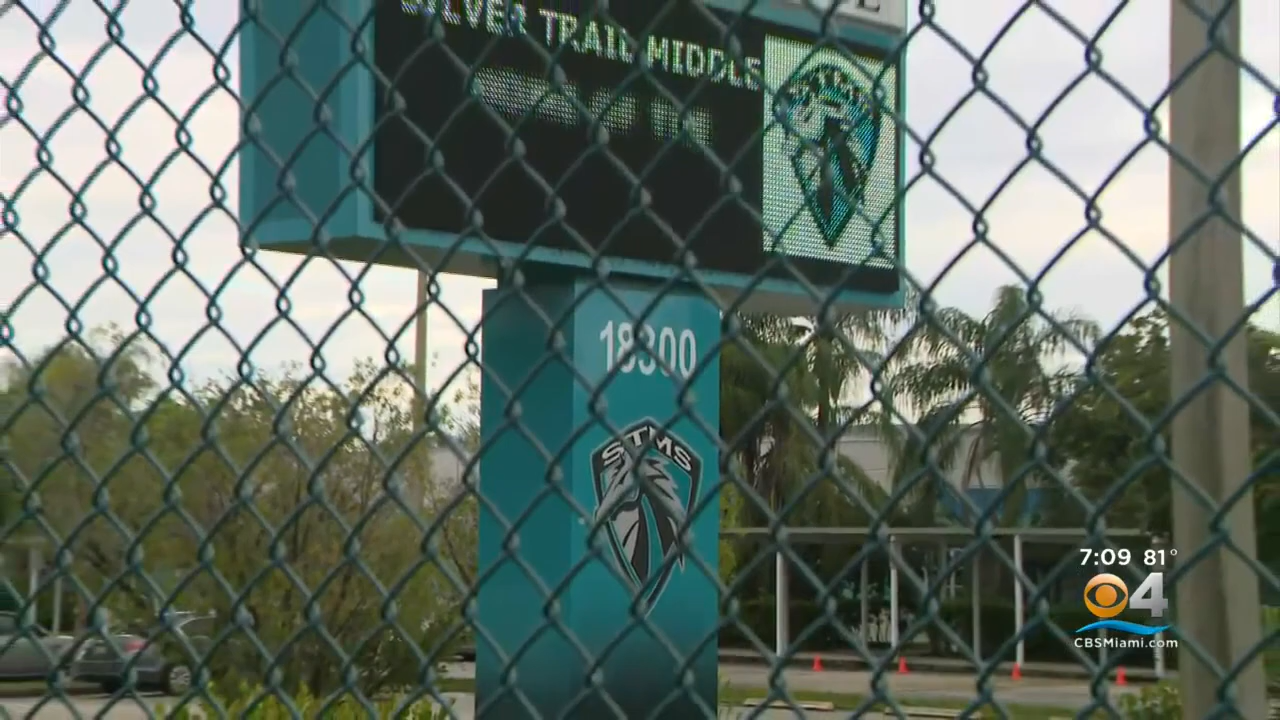 SILVER TRAIL MIDDLE
18300
STMS
7:09 81°
4
CBSMiami.com